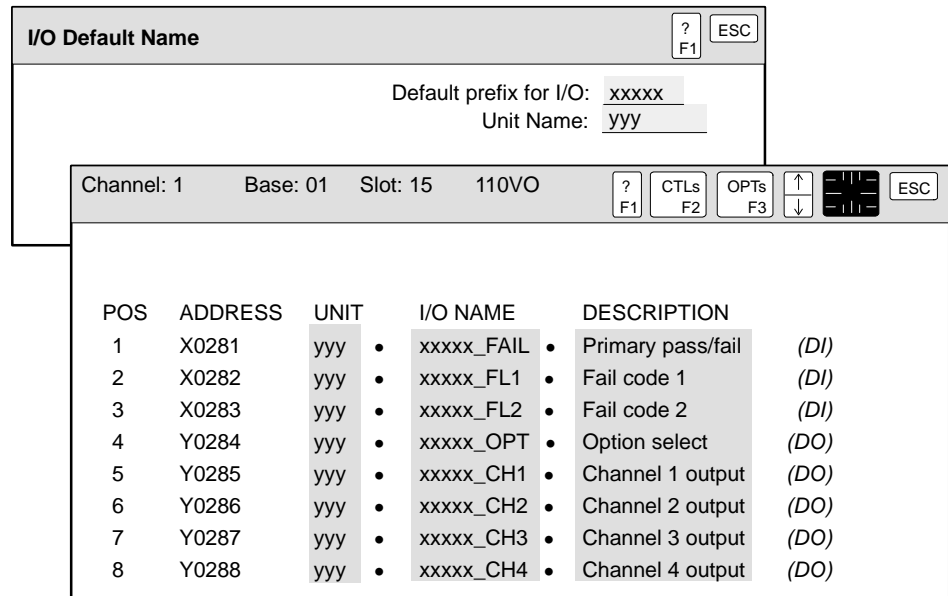 I/O Default Name ? F1 ESC
Default prefix for I/O: xxxxx
Unit Name: yyy
Channel: 1 Base: 01 Slot: 15 110VO ? F1 CTLs F2 OPTs F3 ↑ ↓ ESC
POS ADDRESS UNIT I/O NAME DESCRIPTION
1 X0281 yyy • xxxxx_FAIL • Primary pass/fail (DI)
2 X0282 yyy • xxxxx_FL1 • Fail code 1 (DI)
3 X0283 yyy • xxxxx_FL2 • Fail code 2 (DI)
4 Y0284 yyy • xxxxx_OPT • Option select (DO)
5 Y0285 yyy • xxxxx_CH1 • Channel 1 output (DO)
6 Y0286 yyy • xxxxx_CH2 • Channel 2 output (DO)
7 Y0287 yyy • xxxxx_CH3 • Channel 3 output (DO)
8 Y0288 yyy • xxxxx_CH4 • Channel 4 output (DO)